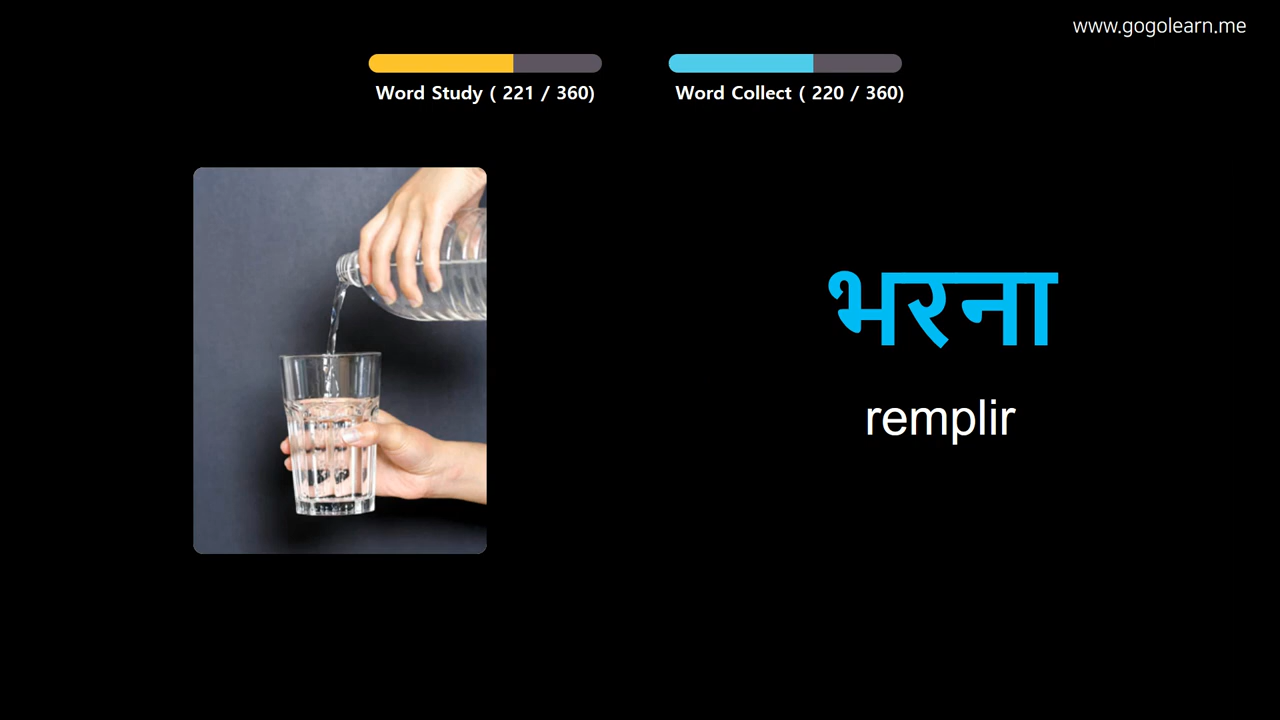 www.gogolearn.me
Word Study ( 221 / 360)
Word Collect ( 220 / 360)
भरना
remplir